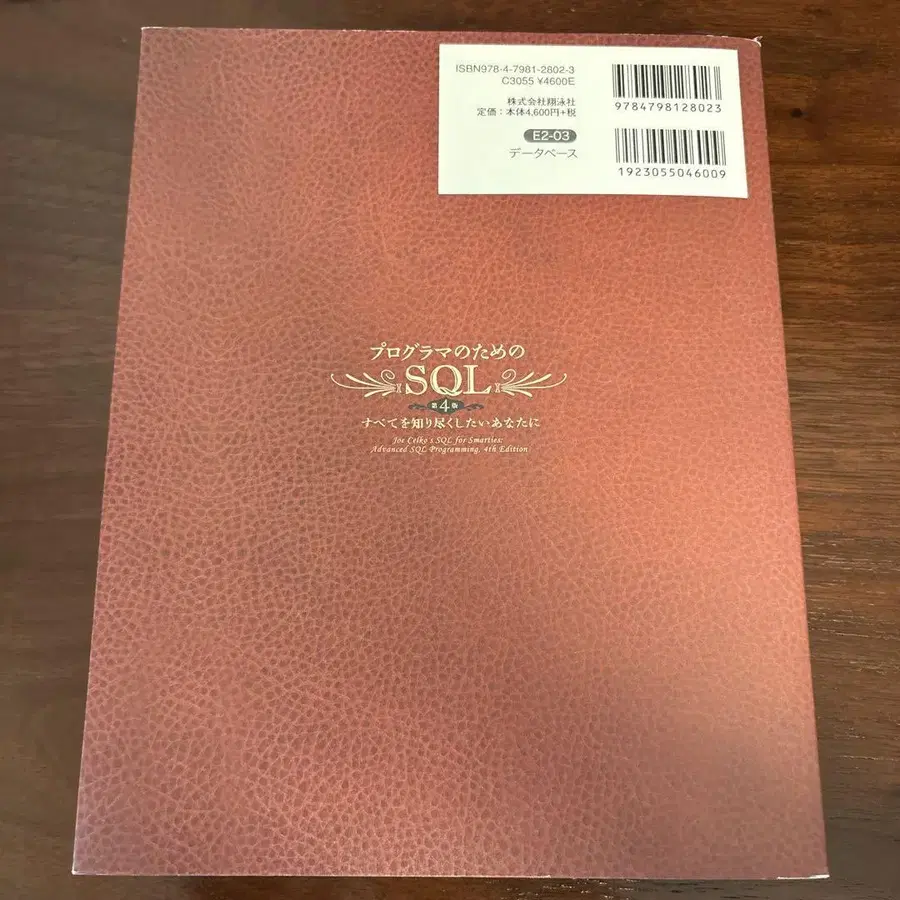 ISBN978-4-7981-2802-3
C3055 ¥4600E
株式会社翔泳社
定価：本体4,600円+税
E2-03
データベース
9784798128023
1923055046009
プログラマのための
SQL
第4版
すべてを知り尽くしたいあなたに
Joe Celko's SQL for Smarties:
Advanced SQL Programming, 4th Edition